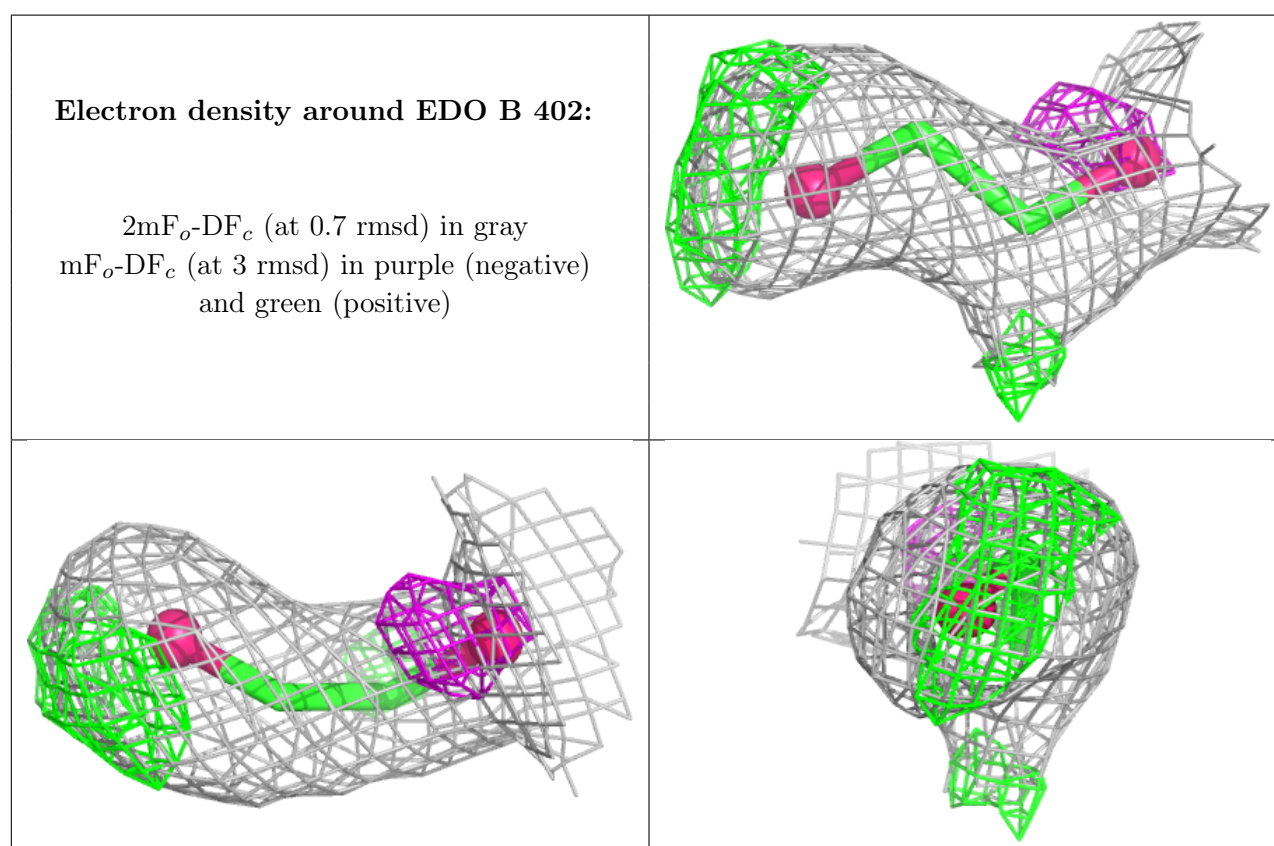 Electron density around EDO B 402:
2mFo-DFc (at 0.7 rmsd) in gray
mFo-DFc (at 3 rmsd) in purple (negative)
and green (positive)